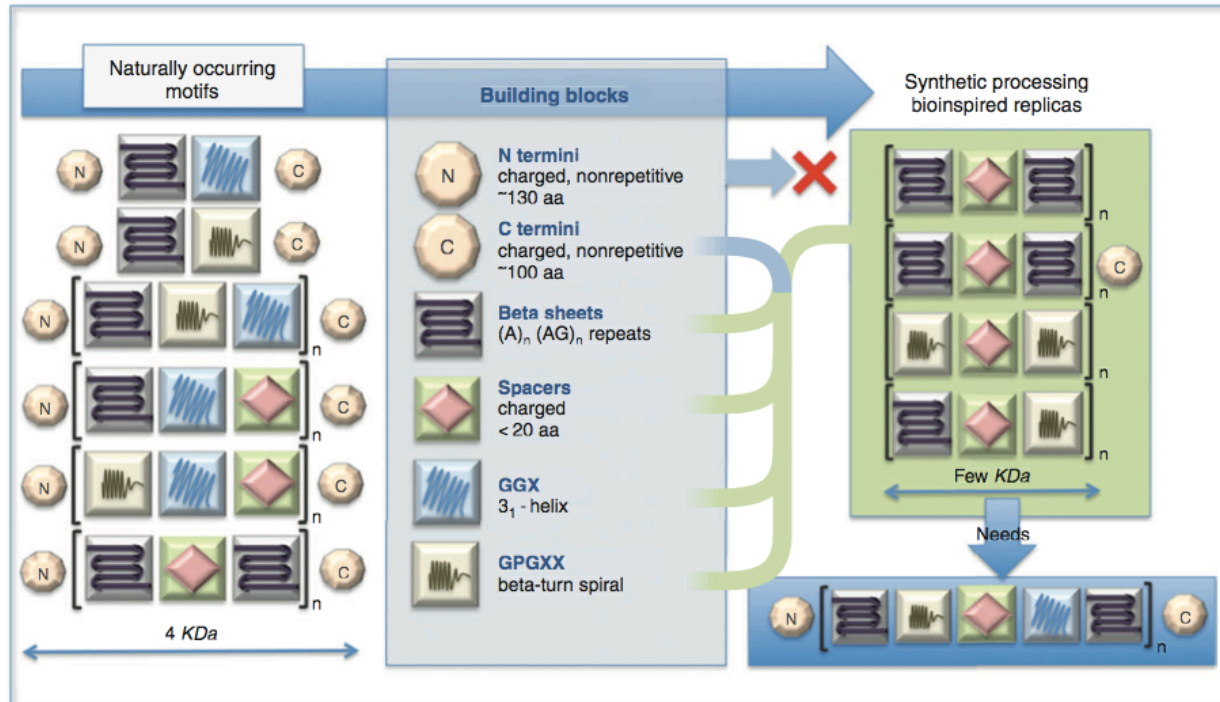 Naturally occurring
motifs
N
C
N
C
N
C
n
N
C
n
N
C
n
N
C
n
4 KDa
Building blocks
N
N termini
charged, nonrepetitive
~130 aa
C
C termini
charged, nonrepetitive
~100 aa
Beta sheets
(A)n (AG)n repeats
Spacers
charged
< 20 aa
GGX
31 - helix
GPGXX
beta-turn spiral
Synthetic processing
bioinspired replicas
n
C
n
n
n
Few KDa
Needs
N
C
n